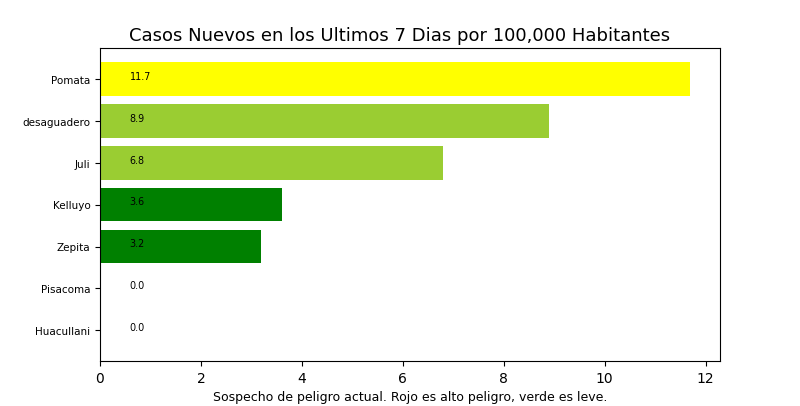 Casos Nuevos en los Ultimos 7 Dias por 100,000 Habitantes
Pomata 11.7
desaguadero 8.9
Juli 6.8
Kelluyo 3.6
Zepita 3.2
Pisacoma 0.0
Huacullani 0.0
0 2 4 6 8 10 12
Sospecho de peligro actual. Rojo es alto peligro, verde es leve.